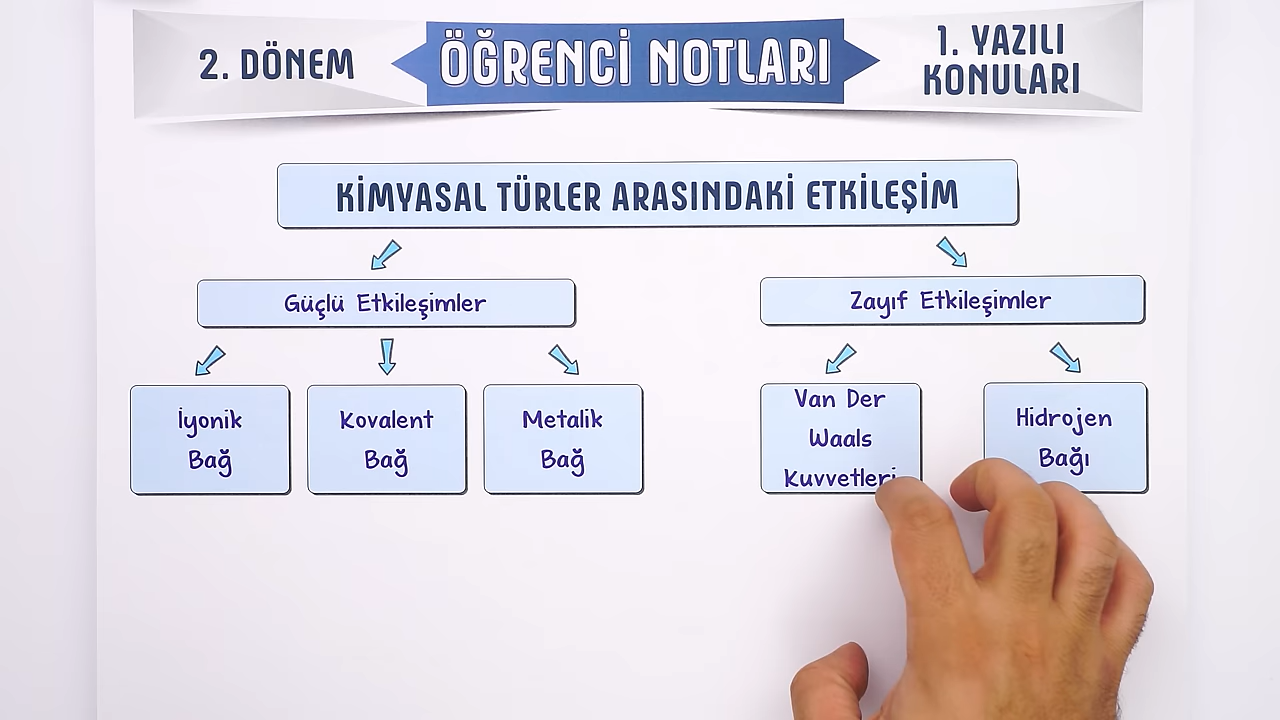 2. DÖNEM
ÖĞRENCİ NOTLARI
1. YAZILI
KONULARI
KİMYASAL TÜRLER ARASINDAKİ ETKİLEŞİM
Güçlü Etkileşimler
Zayıf Etkileşimler
İyonik
Bağ
Kovalent
Bağ
Metalik
Bağ
Van Der
Waals
Kuvvetleri
Hidrojen
Bağı